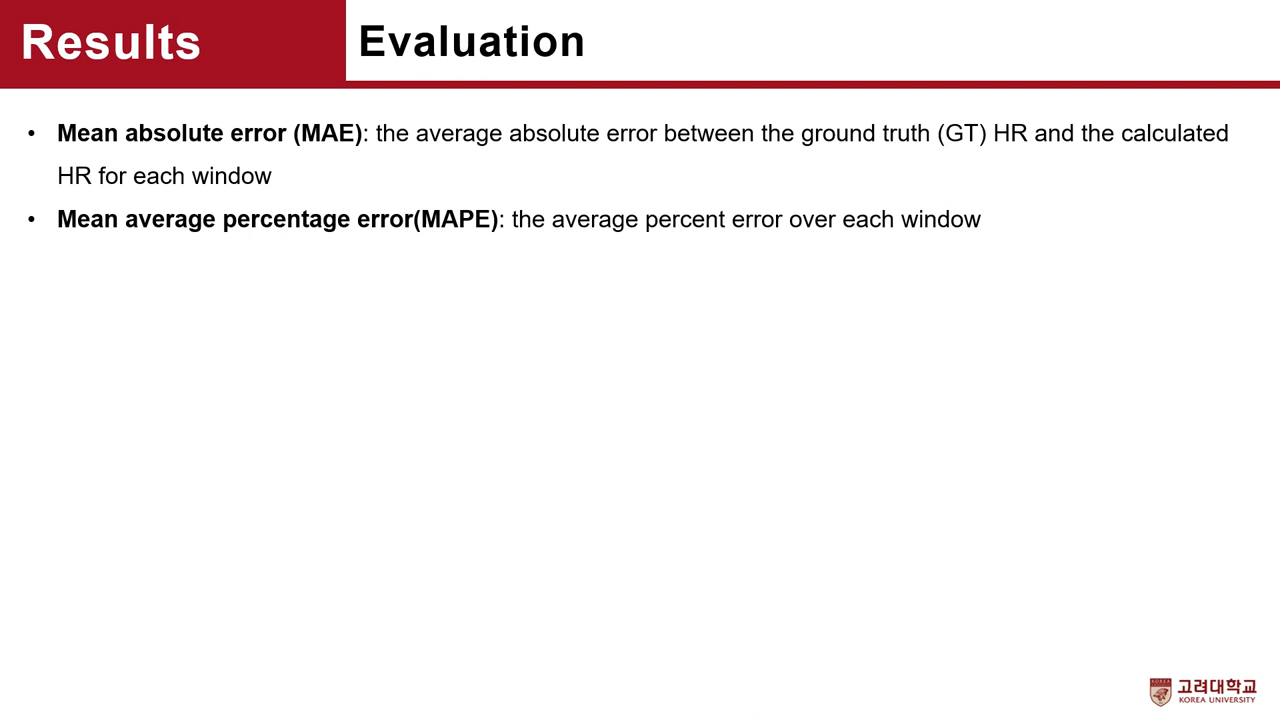 Results
Evaluation
• Mean absolute error (MAE): the average absolute error between the ground truth (GT) HR and the calculated
HR for each window
• Mean average percentage error(MAPE): the average percent error over each window
고려대학교
KOREA UNIVERSITY